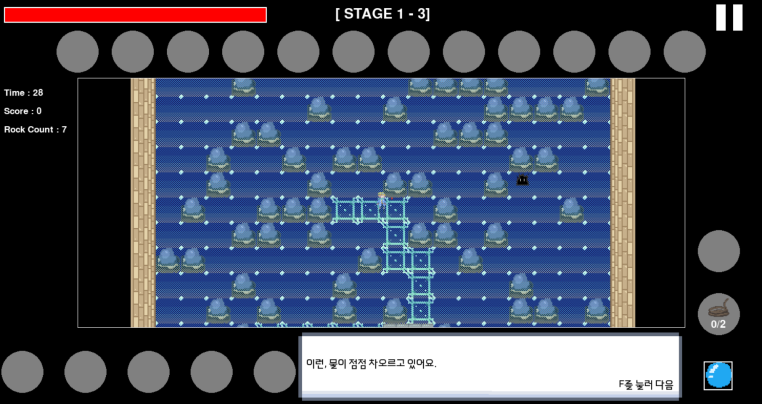 [ STAGE 1 - 3]
Time : 28
Score : 0
Rock Count : 7
0/2
이런, 물이 점점 차오르고 있어요.
F를 눌러 다음